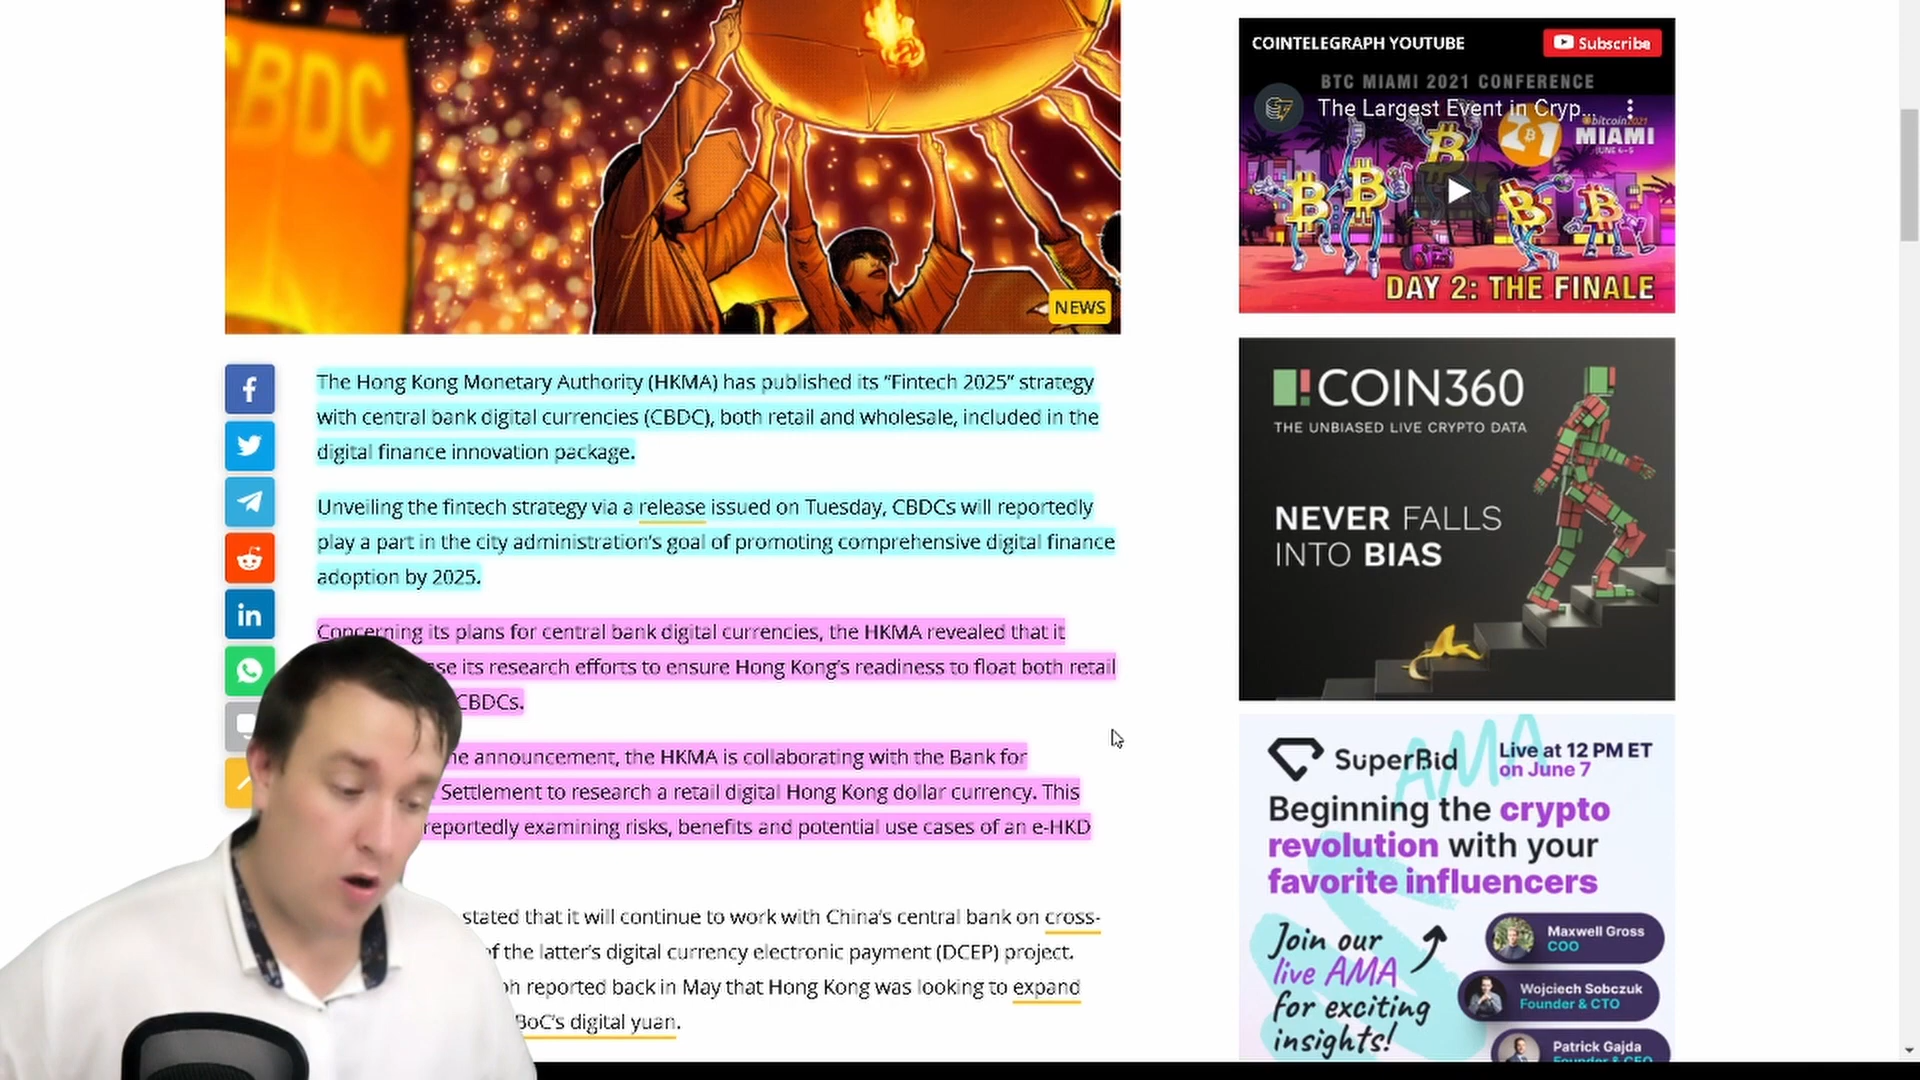 CBDC
NEWS
The Hong Kong Monetary Authority (HKMA) has published its “Fintech 2025” strategy
with central bank digital currencies (CBDC), both retail and wholesale, included in the
digital finance innovation package.
Unveiling the fintech strategy via a release issued on Tuesday, CBDCs will reportedly
play a part in the city administration’s goal of promoting comprehensive digital finance
adoption by 2025.
Concerning its plans for central bank digital currencies, the HKMA revealed that it
its research efforts to ensure Hong Kong’s readiness to float both retail
CBDCs.
announcement, the HKMA is collaborating with the Bank for
Settlement to research a retail digital Hong Kong dollar currency. This
reportedly examining risks, benefits and potential use cases of an e-HKD
stated that it will continue to work with China’s central bank on cross-
of the latter’s digital currency electronic payment (DCEP) project.
reported back in May that Hong Kong was looking to expand
BoC’s digital yuan.
COINTELEGRAPH YOUTUBE
Subscribe
BTC MIAMI 2021 CONFERENCE
The Largest Event in Cryp...
bitcoin 2021
MIAMI
JUNE 4-5
DAY 2: THE FINALE
COIN360
THE UNBIASED LIVE CRYPTO DATA
NEVER FALLS
INTO BIAS
AMA
SuperBid
Live at 12 PM ET
on June 7
Beginning the crypto
revolution with your
favorite influencers
Join our
live AMA
for exciting
insights!
Maxwell Gross
COO
Wojciech Sobczuk
Founder & CTO
Patrick Gajda
Founder & CEO